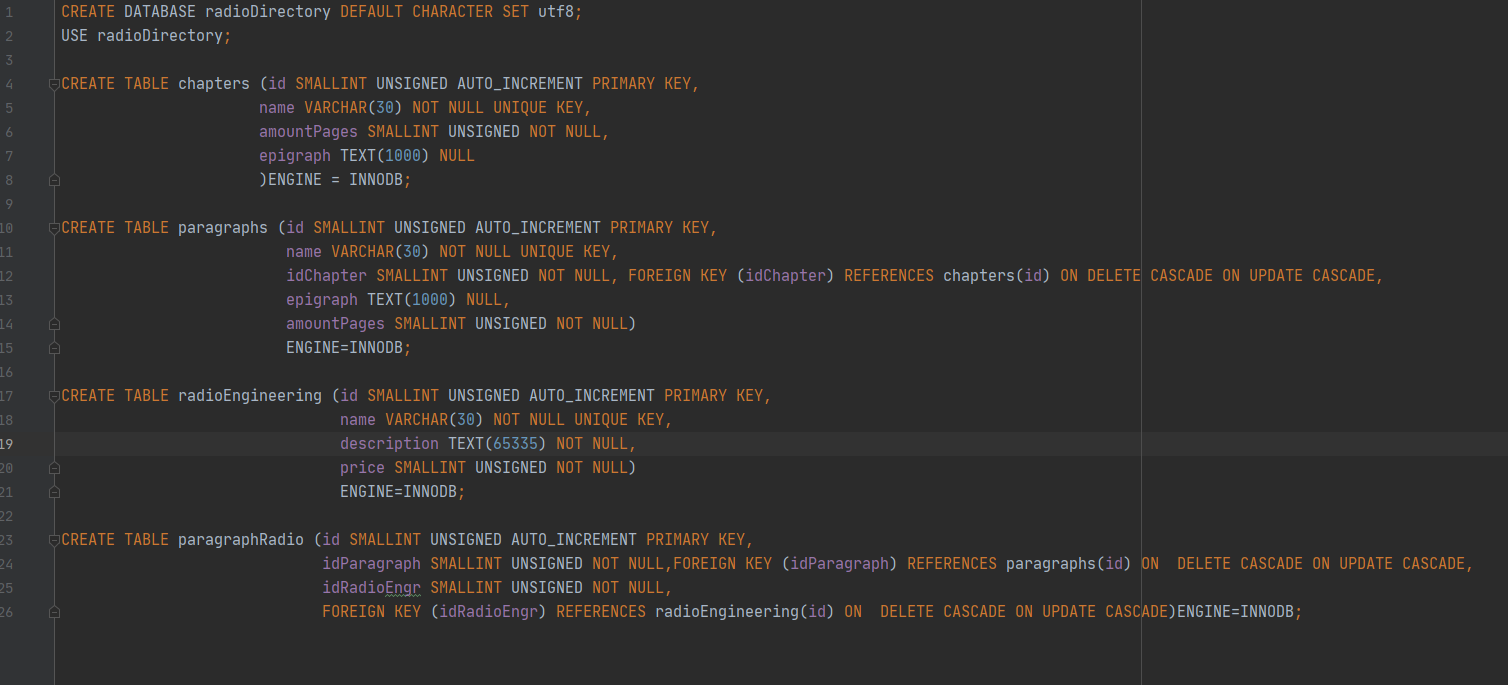 1 CREATE DATABASE radioDirectory DEFAULT CHARACTER SET utf8;
2 USE radioDirectory;
3
4 CREATE TABLE chapters (id SMALLINT UNSIGNED AUTO_INCREMENT PRIMARY KEY,
5 name VARCHAR(30) NOT NULL UNIQUE KEY,
6 amountPages SMALLINT UNSIGNED NOT NULL,
7 epigraph TEXT(1000) NULL
8 )ENGINE = INNODB;
9
10 CREATE TABLE paragraphs (id SMALLINT UNSIGNED AUTO_INCREMENT PRIMARY KEY,
11 name VARCHAR(30) NOT NULL UNIQUE KEY,
12 idChapter SMALLINT UNSIGNED NOT NULL, FOREIGN KEY (idChapter) REFERENCES chapters(id) ON DELETE CASCADE ON UPDATE CASCADE,
13 epigraph TEXT(1000) NULL,
14 amountPages SMALLINT UNSIGNED NOT NULL)
15 ENGINE=INNODB;
16
17 CREATE TABLE radioEngineering (id SMALLINT UNSIGNED AUTO_INCREMENT PRIMARY KEY,
18 name VARCHAR(30) NOT NULL UNIQUE KEY,
19 description TEXT(65335) NOT NULL,
20 price SMALLINT UNSIGNED NOT NULL)
21 ENGINE=INNODB;
22
23 CREATE TABLE paragraphRadio (id SMALLINT UNSIGNED AUTO_INCREMENT PRIMARY KEY,
24 idParagraph SMALLINT UNSIGNED NOT NULL,FOREIGN KEY (idParagraph) REFERENCES paragraphs(id) ON  DELETE CASCADE ON UPDATE CASCADE,
25 idRadioEngr SMALLINT UNSIGNED NOT NULL,
26 FOREIGN KEY (idRadioEngr) REFERENCES radioEngineering(id) ON  DELETE CASCADE ON UPDATE CASCADE)ENGINE=INNODB;